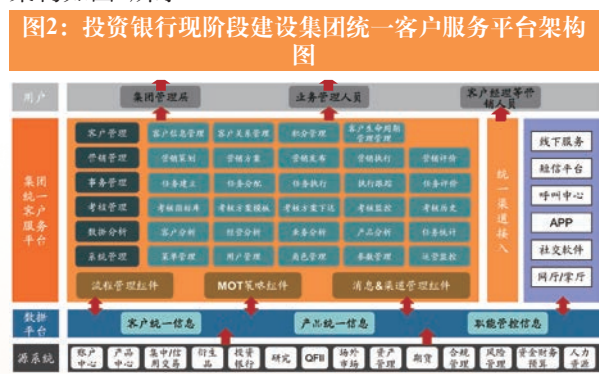 图2：投资银行现阶段建设集团统一客户服务平台架构
图
用户
集团管理层
业务管理人员
客户经理等营
销人员
集团
统一
客户
服务
平台
客户管理 客户信息管理 客户关系管理 积分管理 客户生命周期
管理管理
营销管理 营销策划 营销方案 营销发布 营销执行 营销评价
事务管理 任务建立 任务分配 任务执行 执行跟踪 任务评价
考核管理 考核指标库 考核方案模板 考核方案下达 考核监控 考核历史
数据分析 客户分析 经营分析 业务分析 产品分析 任务统计
系统管理 菜单管理 用户管理 角色管理 参数管理 运营监控
流程管理组件 MOT策略组件 消息&渠道管理组件
统
一
渠
道
接
入
线下服务
短信平台
呼叫中心
APP
社交软件
网厅/掌厅
数据
平台
客户统一信息 产品统一信息 职能管控信息
源系统
账户
中心
产品
中心
集中/信
用交易
衍生
品
投资
银行
研究
QFII
场外
市场
资产
管理
期货
合规
管理
风险
管理
资金财务
预算
人力
资源